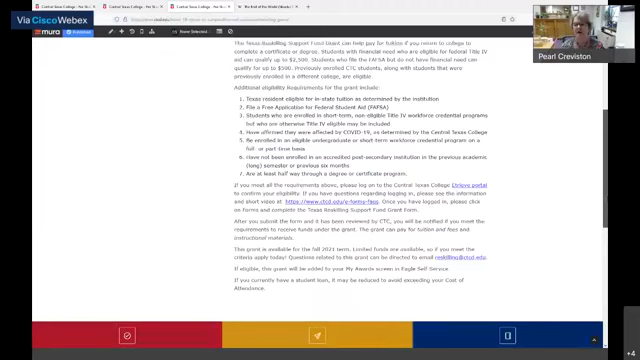 Via Cisco Webex
Central Texas College
Central Texas College
Central Texas College
The End of the World
mura
None Selected
Pearl Creviston
The Texas Reskilling Support Fund Grant can help pay for tuition if you return to college to
complete a certificate or degree. Students with financial need who are eligible for federal Title IV
aid can qualify up to $2,500. Students who file the FAFSA but do not have financial need can
qualify for up to $500. Previously enrolled CTC students, along with students that were
previously enrolled in a different college, are eligible.
Additional eligibility Requirements for the grant include:
1. Texas resident eligible for in-state tuition as determined by the institution
2. File a Free Application for Federal Student Aid (FAFSA)
3. Students who are enrolled in short-term, non-eligible Title IV workforce credential programs
but who are otherwise Title IV eligible may be included
4. Have affirmed they were affected by COVID-19, as determined by the Central Texas College
5. Be enrolled in an eligible undergraduate or short-term workforce credential program on a
full- or part-time basis
6. Have not been enrolled in an accredited post-secondary institution in the previous academic
(long) semester or previous six months
7. Are at least half way through a degree or certificate program.
If you meet all the requirements above, please log on to the Central Texas College Etrieve portal
to confirm your eligibility. If you have questions regarding logging in, please see the information
and short video at https://www.ctcd.edu/e-forms-faqs. Once you have logged in, please click
on Forms and complete the Texas Reskilling Support Fund Grant Form.
After you submit the form and it has been reviewed by CTC, you will be notified if you meet the
requirements to receive funds under the grant. The grant can pay for tuition and fees and
instructional materials.
This grant is available for the fall 2021 term. Limited funds are available, so if you meet the
criteria apply today! Questions related to this grant can be directed to email reskilling@ctcd.edu.
If eligible, this grant will be added to your My Awards screen in Eagle Self Service.
If you currently have a student loan, it may be reduced to avoid exceeding your Cost of
Attendance.
+4